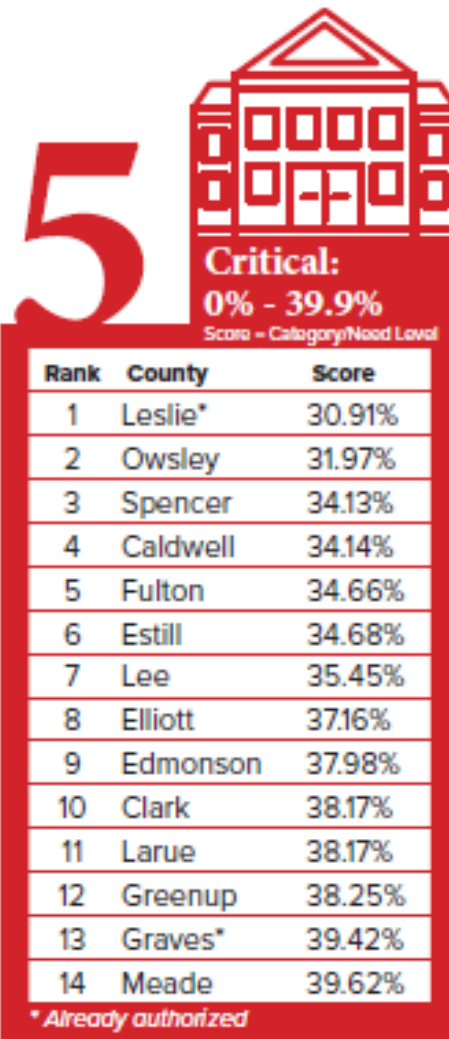 5
Critical:
0% - 39.9%
Score – Category/Need Level
Rank County Score
1 Leslie* 30.91%
2 Owsley 31.97%
3 Spencer 34.13%
4 Caldwell 34.14%
5 Fulton 34.66%
6 Estill 34.68%
7 Lee 35.45%
8 Elliott 37.16%
9 Edmonson 37.98%
10 Clark 38.17%
11 Larue 38.17%
12 Greenup 38.25%
13 Graves* 39.42%
14 Meade 39.62%
* Already authorized